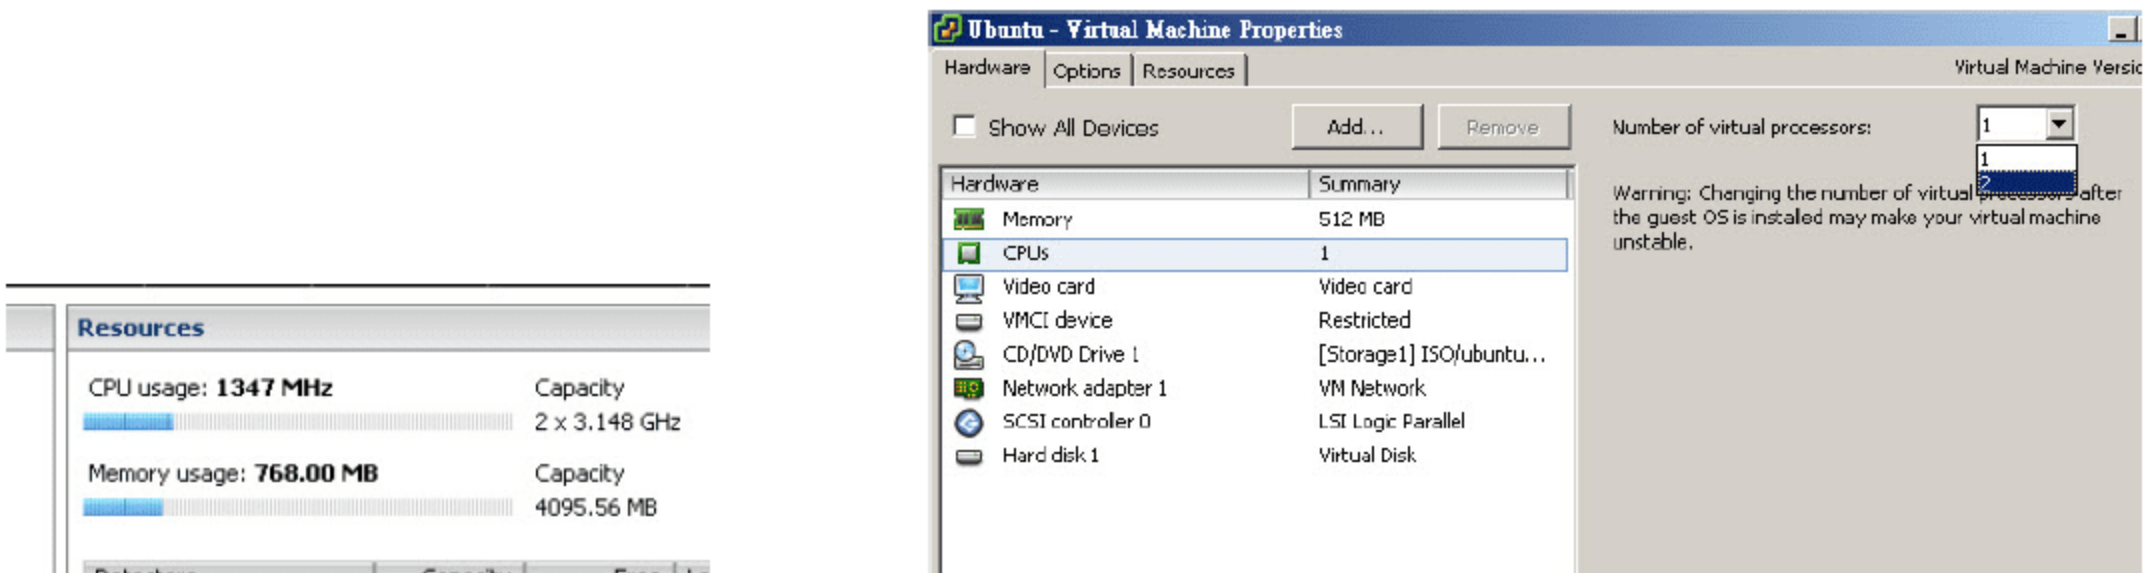 Resources
CPU usage: 1347 MHz
Capacity
2 x 3.148 GHz
Memory usage: 768.00 MB
Capacity
4095.56 MB
Ubuntu - Virtual Machine Properties
Hardware Options Resources
Virtual Machine Versio
Show All Devices
Add...
Remove
Hardware Summary
Memory 512 MB
CPUs 1
Video card Video card
VMCI device Restricted
CD/DVD Drive 1 [Storage1] ISO/ubuntu...
Network adapter 1 VM Network
SCSI controller 0 LSI Logic Parallel
Hard disk 1 Virtual Disk
Number of virtual processors: 1
1
2
Warning: Changing the number of virtual after
the guest OS is installed may make your virtual machine
unstable.